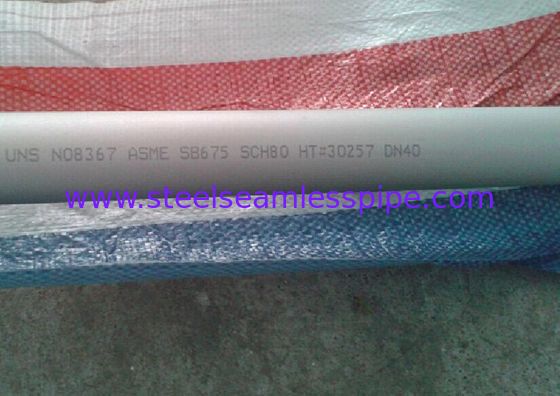 UNS N08367 ASME SB675 SCH80 HT#30257 DN40
www.steelseamlesspipe.com